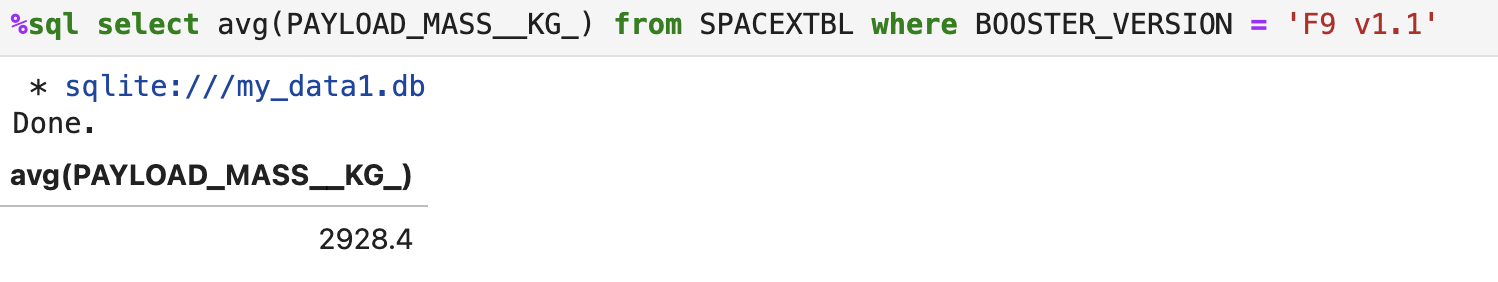 %sql select avg(PAYLOAD_MASS__KG_) from SPACEXTBL where BOOSTER_VERSION = 'F9 v1.1'
* sqlite:///my_data1.db
Done.
avg(PAYLOAD_MASS__KG_)
2928.4